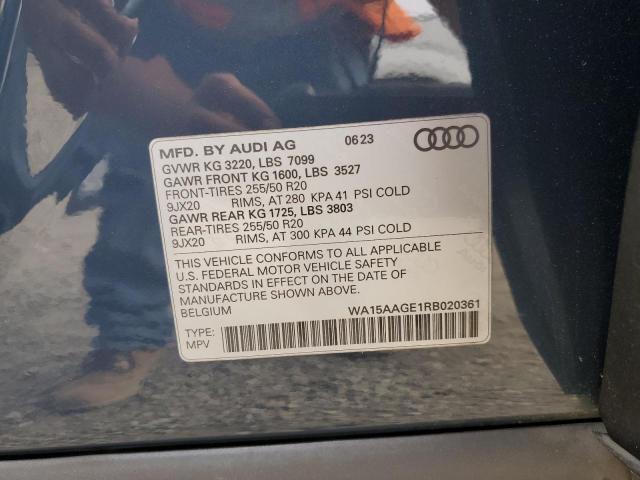 MFD. BY AUDI AG 06 23
GVWR KG 3220, LBS 7099
GAWR FRONT KG 1600, LBS 3527
FRONT-TIRES 255/50 R20
9JX20 RIMS, AT 280 KPA 41 PSI COLD
GAWR REAR KG 1725, LBS 3803
REAR-TIRES 255/50 R20
9JX20 RIMS, AT 300 KPA 44 PSI COLD
THIS VEHICLE CONFORMS TO ALL APPLICABLE
U.S. FEDERAL MOTOR VEHICLE SAFETY
STANDARDS IN EFFECT ON THE DATE OF
MANUFACTURE SHOWN ABOVE.
BELGIUM WA15AAGE1RB020361
TYPE:
MPV